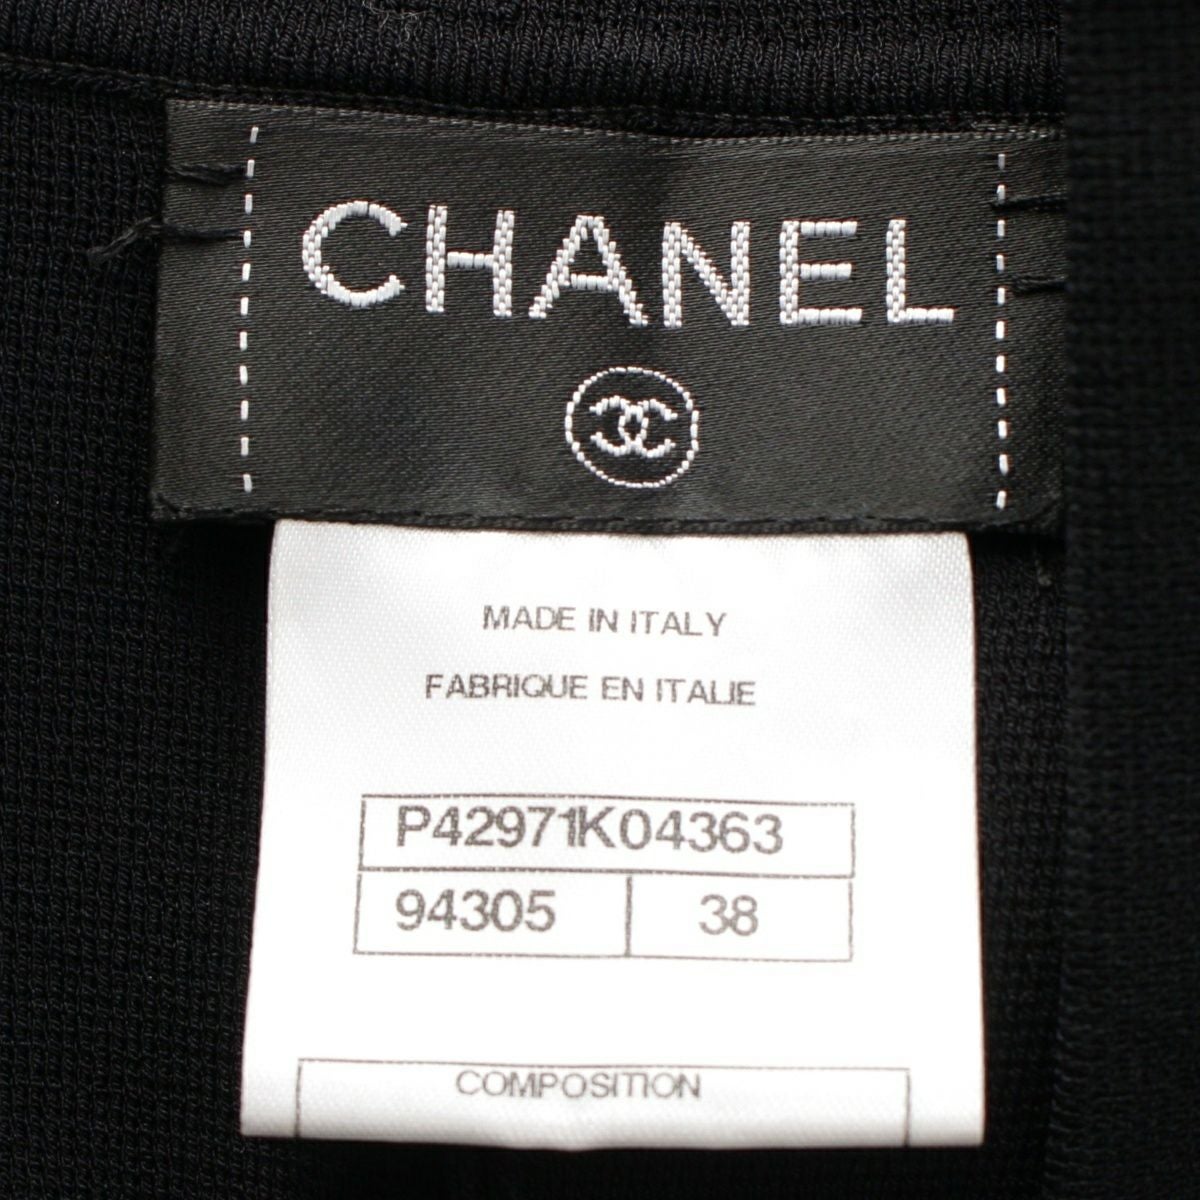 CHANEL
MADE IN ITALY
FABRIQUE EN ITALIE
P42971K04363
94305 38
COMPOSITION